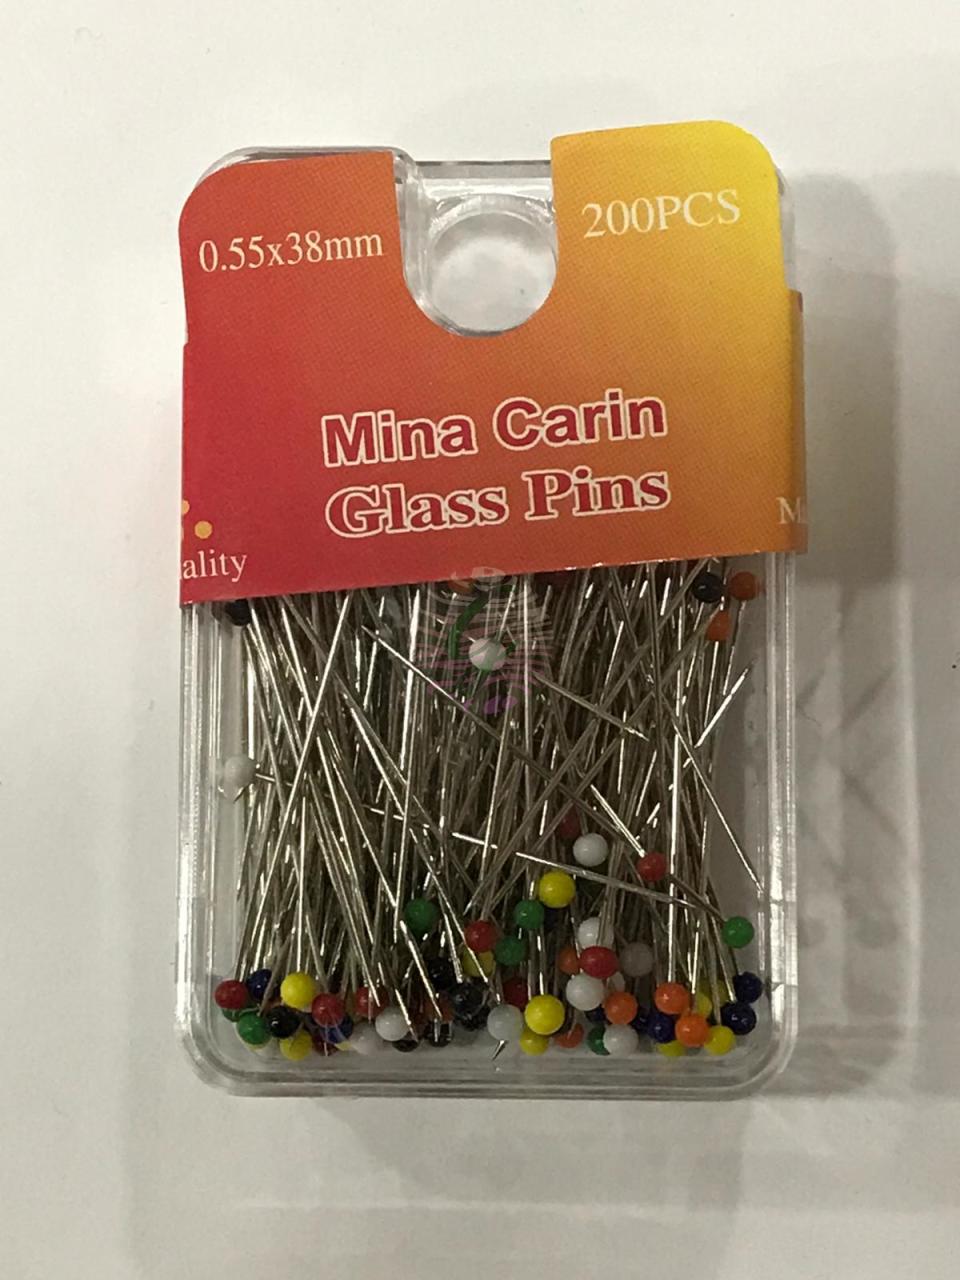 0.55x38mm
200PCS
Mina Carin
Glass Pins
ality
M